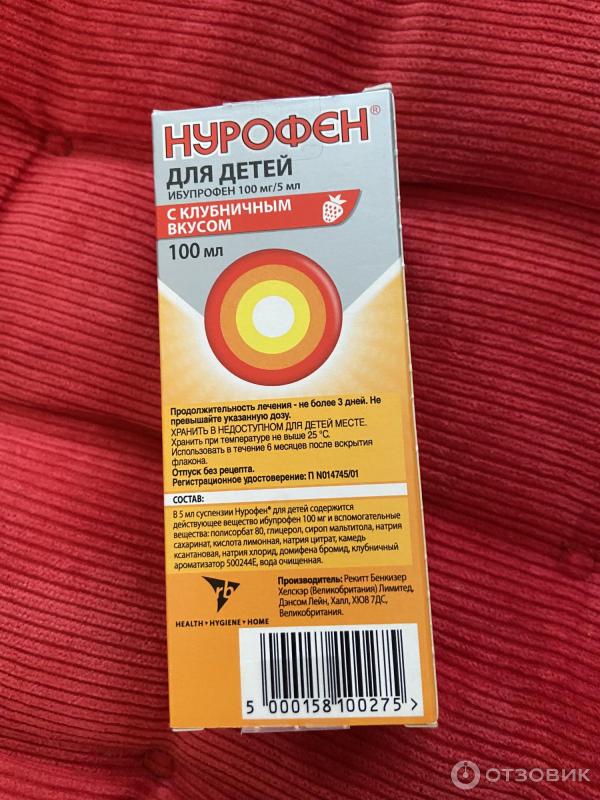 НУРОФЕН®
ДЛЯ ДЕТЕЙ
ИБУПРОФЕН 100 мг/5 мл
С КЛУБНИЧНЫМ
ВКУСОМ
100 мл
Продолжительность лечения - не более 3 дней. Не
превышайте указанную дозу.
ХРАНИТЬ В НЕДОСТУПНОМ ДЛЯ ДЕТЕЙ МЕСТЕ.
Хранить при температуре не выше 25 °С.
Использовать в течение 6 месяцев после вскрытия
флакона.
Отпуск без рецепта.
Регистрационное удостоверение: П N014745/01
СОСТАВ:
В 5 мл суспензии Нурофен® для детей содержится
действующее вещество ибупрофен 100 мг и вспомогательные
вещества: полисорбат 80, глицерол, сироп мальтитола, натрия
сахаринат, кислота лимонная, натрия цитрат, камедь
ксантановая, натрия хлорид, домифена бромид, клубничный
ароматизатор 500244Е, вода очищенная.
rb
HEALTH • HYGIENE • HOME
Производитель: Рекитт Бенкизер
Хелскэр (Великобритания) Лимитед,
Дэнсом Лейн, Халл, ХЮ8 7ДС,
Великобритания.
5 000158 100275 >
ОТЗОВИК